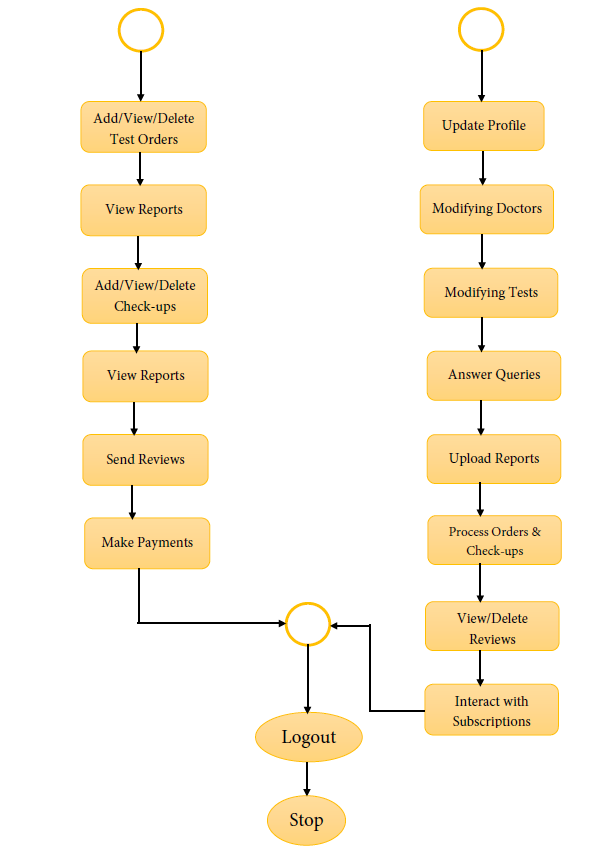 Add/View/Delete
Test Orders
View Reports
Add/View/Delete
Check-ups
View Reports
Send Reviews
Make Payments
Update Profile
Modifying Doctors
Modifying Tests
Answer Queries
Upload Reports
Process Orders &
Check-ups
View/Delete
Reviews
Interact with
Subscriptions
Logout
Stop